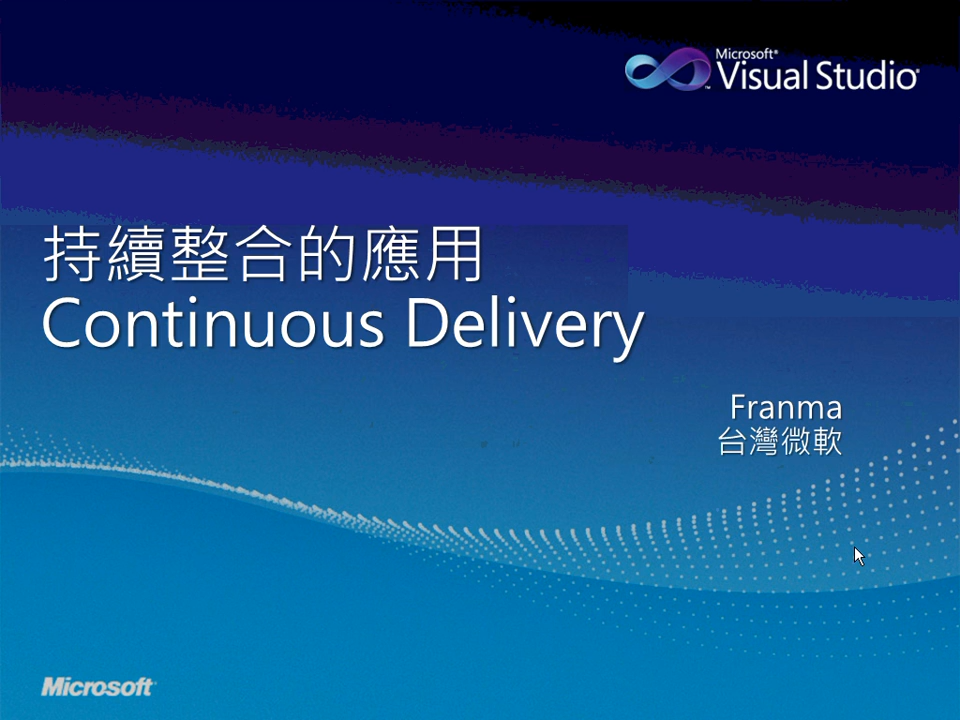 Microsoft®
Visual Studio®
持續整合的應用
Continuous Delivery
Franma
台灣微軟
Microsoft®